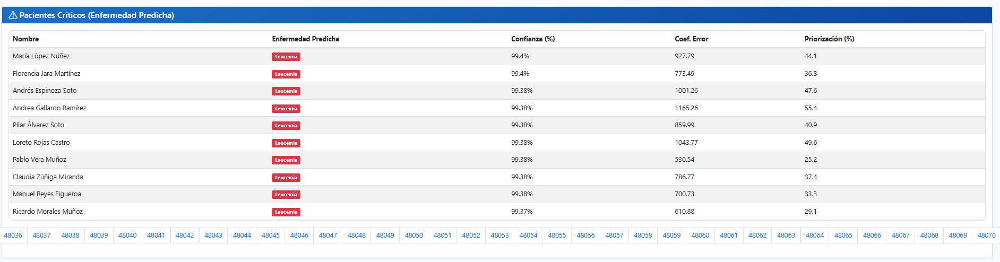 Pacientes Críticos (Enfermedad Predicha)
Nombre Enfermedad Predicha Confianza (%) Coef. Error Priorización (%)
María López Núñez Leucemia 99.4% 927.79 44.1
Florencia Jara Martínez Leucemia 99.4% 773.49 36.8
Andrés Espinoza Soto Leucemia 99.38% 1001.26 47.6
Andrea Gallardo Ramírez Leucemia 99.38% 1165.26 55.4
Pilar Álvarez Soto Leucemia 99.38% 859.99 40.9
Loreto Rojas Castro Leucemia 99.38% 1043.77 49.6
Pablo Vera Muñoz Leucemia 99.38% 530.54 25.2
Claudia Zúñiga Miranda Leucemia 99.38% 786.77 37.4
Manuel Reyes Figueroa Leucemia 99.38% 700.73 33.3
Ricardo Morales Muñoz Leucemia 99.37% 610.88 29.1
48036 48037 48038 48039 48040 48041 48042 48043 48044 48045 48046 48047 48048 48049 48050 48051 48052 48053 48054 48055 48056 48057 48058 48059 48060 48061 48062 48063 48064 48065 48066 48067 48068 48069 48070